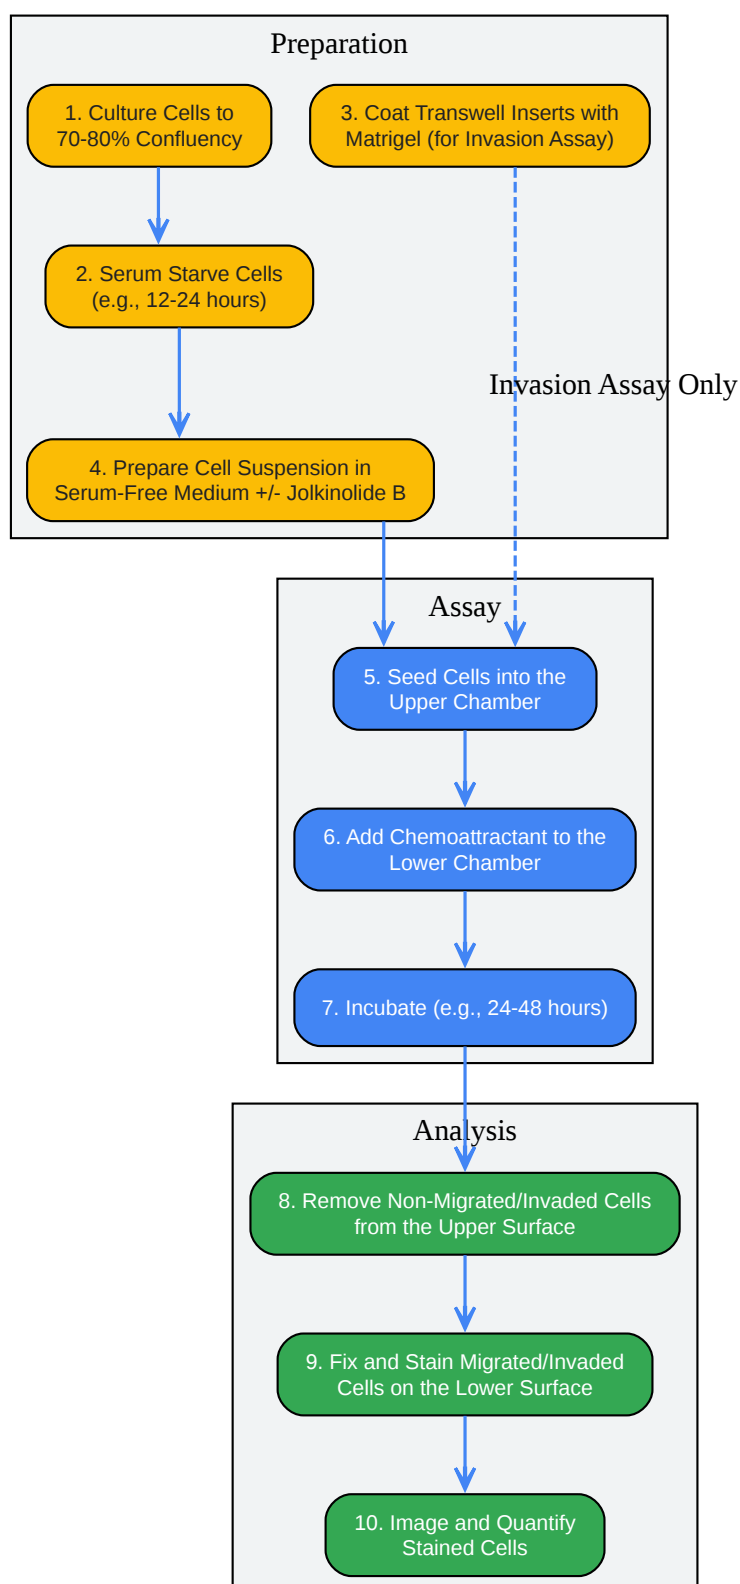 Preparation
1. Culture Cells to
70-80% Confluency
3. Coat Transwell Inserts with
Matrigel (for Invasion Assay)
2. Serum Starve Cells
(e.g., 12-24 hours)
Invasion Assay Only
4. Prepare Cell Suspension in
Serum-Free Medium +/- Jolkinolide B
Assay
5. Seed Cells into the
Upper Chamber
6. Add Chemoattractant to the
Lower Chamber
7. Incubate (e.g., 24-48 hours)
Analysis
8. Remove Non-Migrated/Invaded Cells
from the Upper Surface
9. Fix and Stain Migrated/Invaded
Cells on the Lower Surface
10. Image and Quantify
Stained Cells